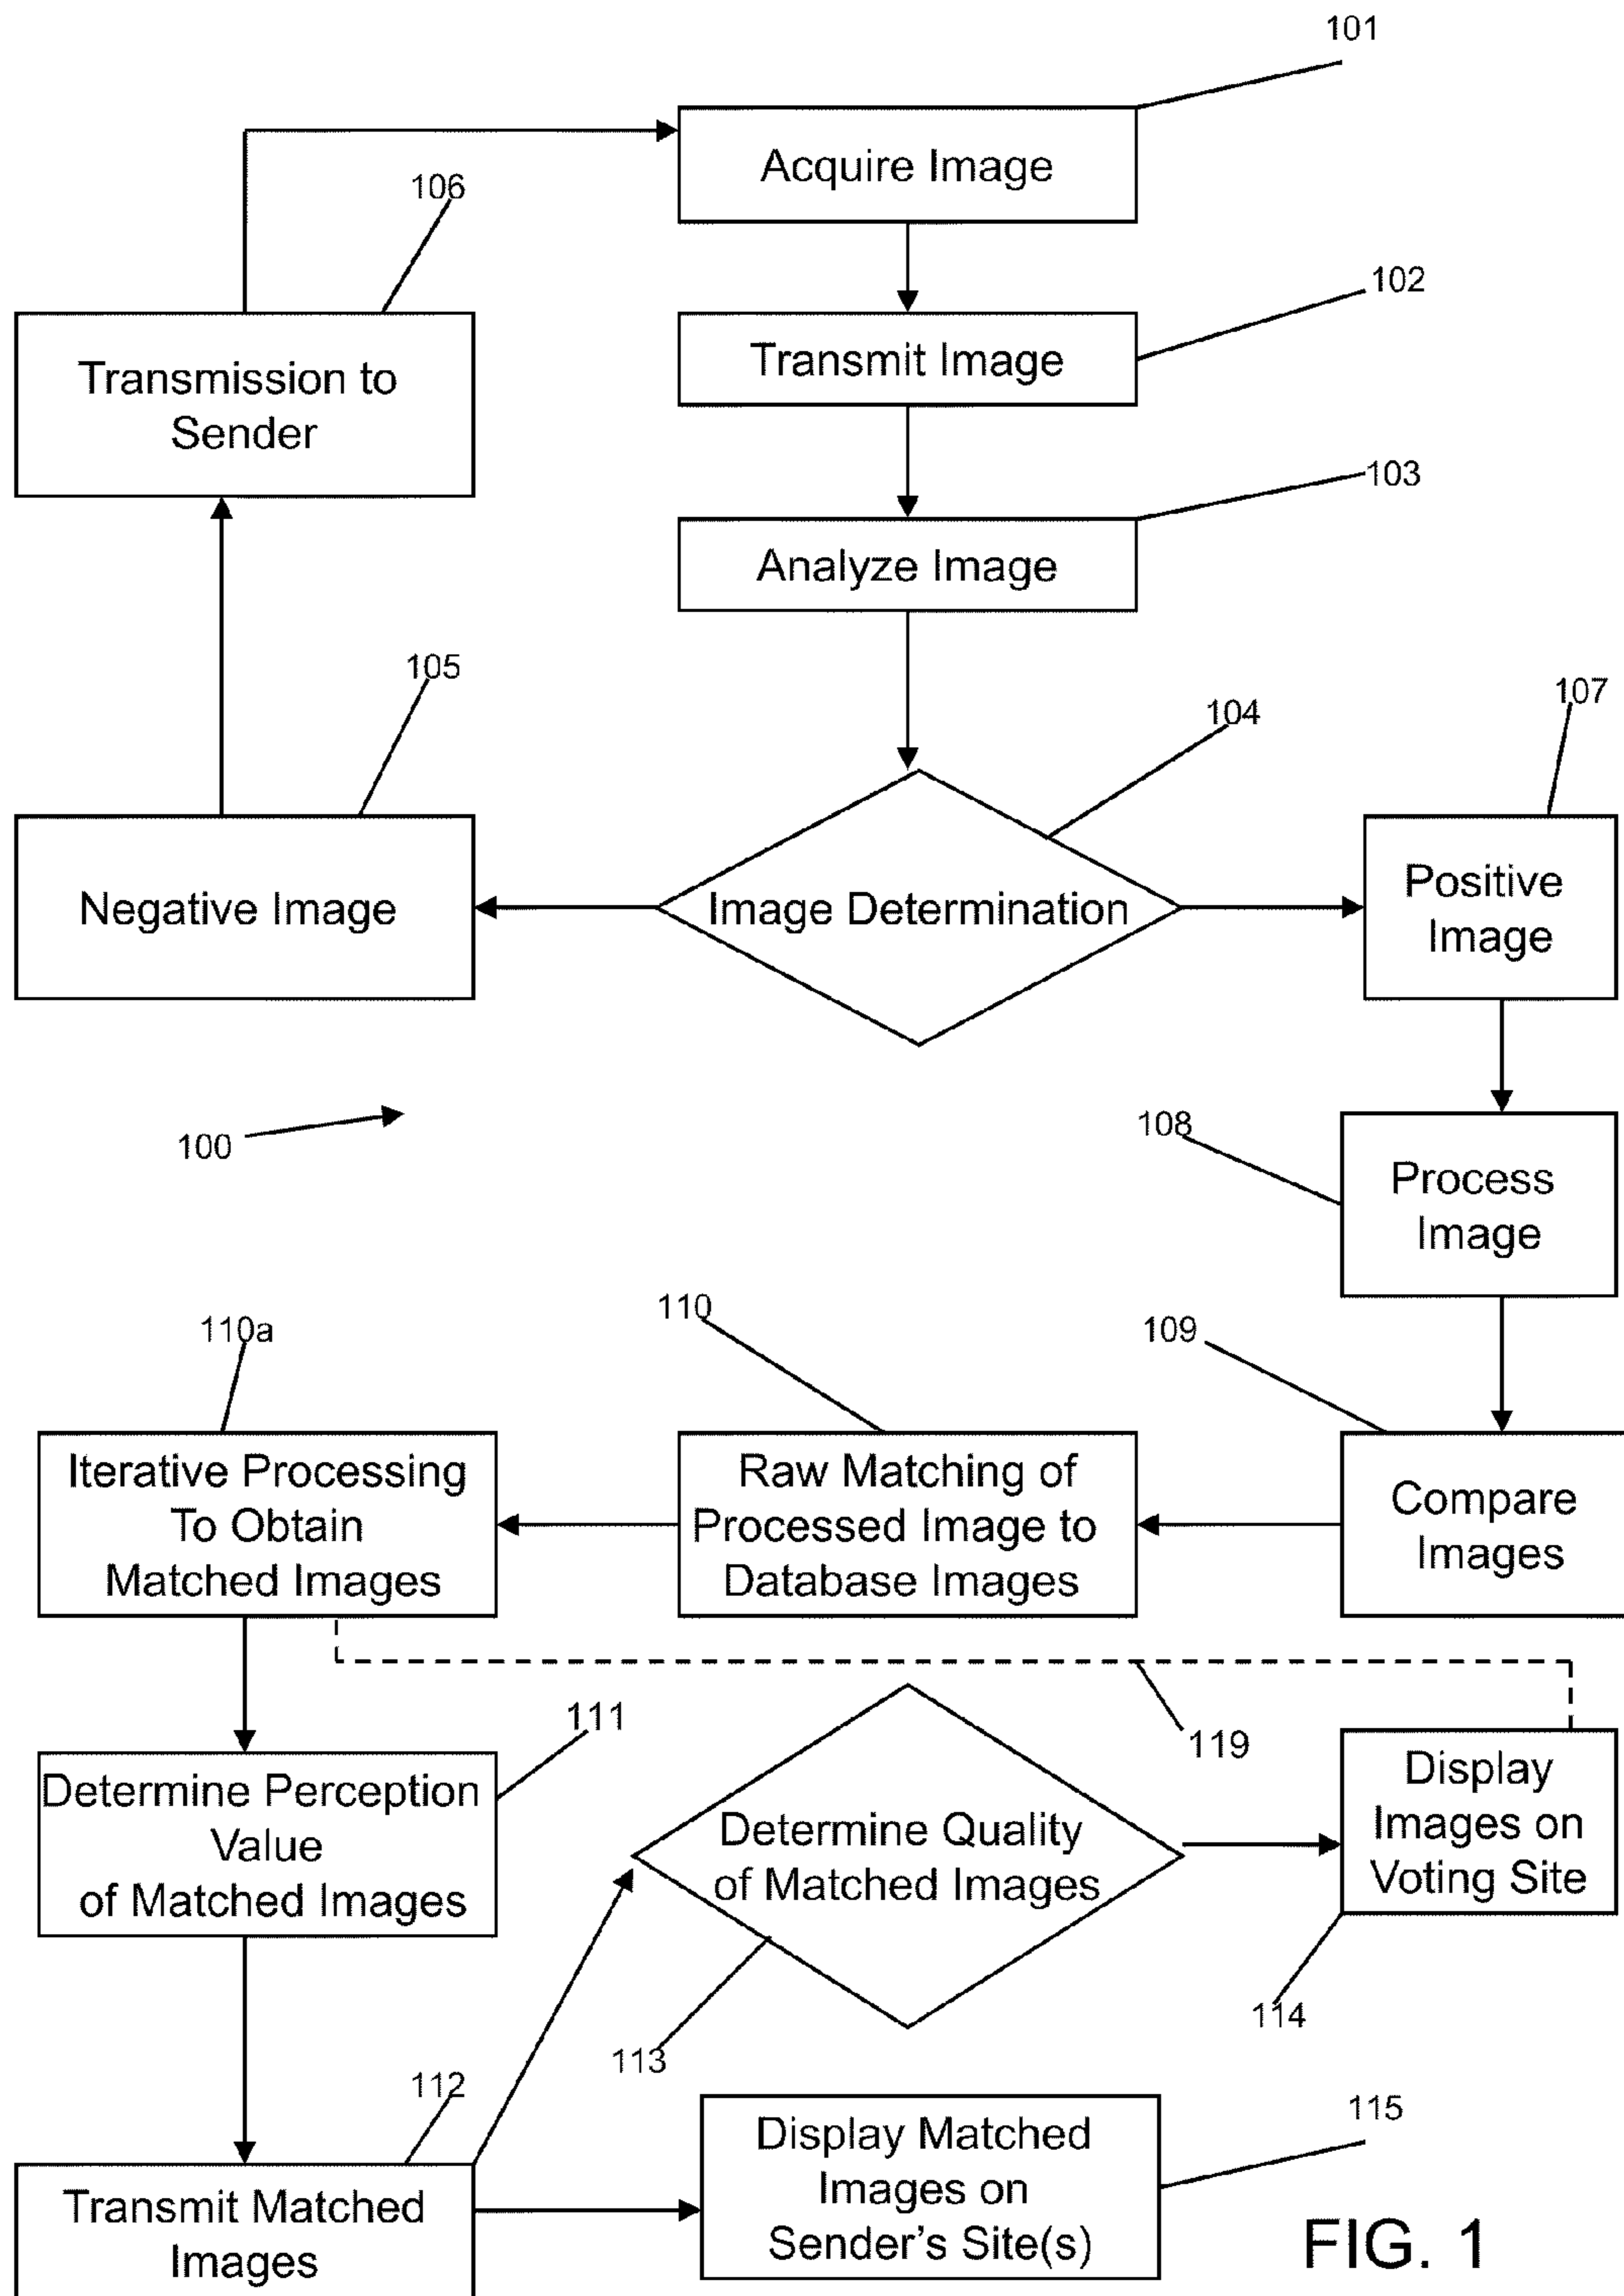 101
Acquire Image
106
102
Transmit Image
Transmission to
Sender
103
Analyze Image
105
107
104
Negative Image
Image Determination
Positive
Image
100
108
Process
Image
110a
110
109
Iterative Processing
To Obtain
Matched Images
Raw Matching of
Processed Image to
Database Images
Compare
Images
111
119
Determine Perception
Value
of Matched Images
Determine Quality
of Matched Images
Display
Images on
Voting Site
114
113
112
115
Transmit Matched
Images
Display Matched
Images on
Sender's Site(s)
FIG. 1